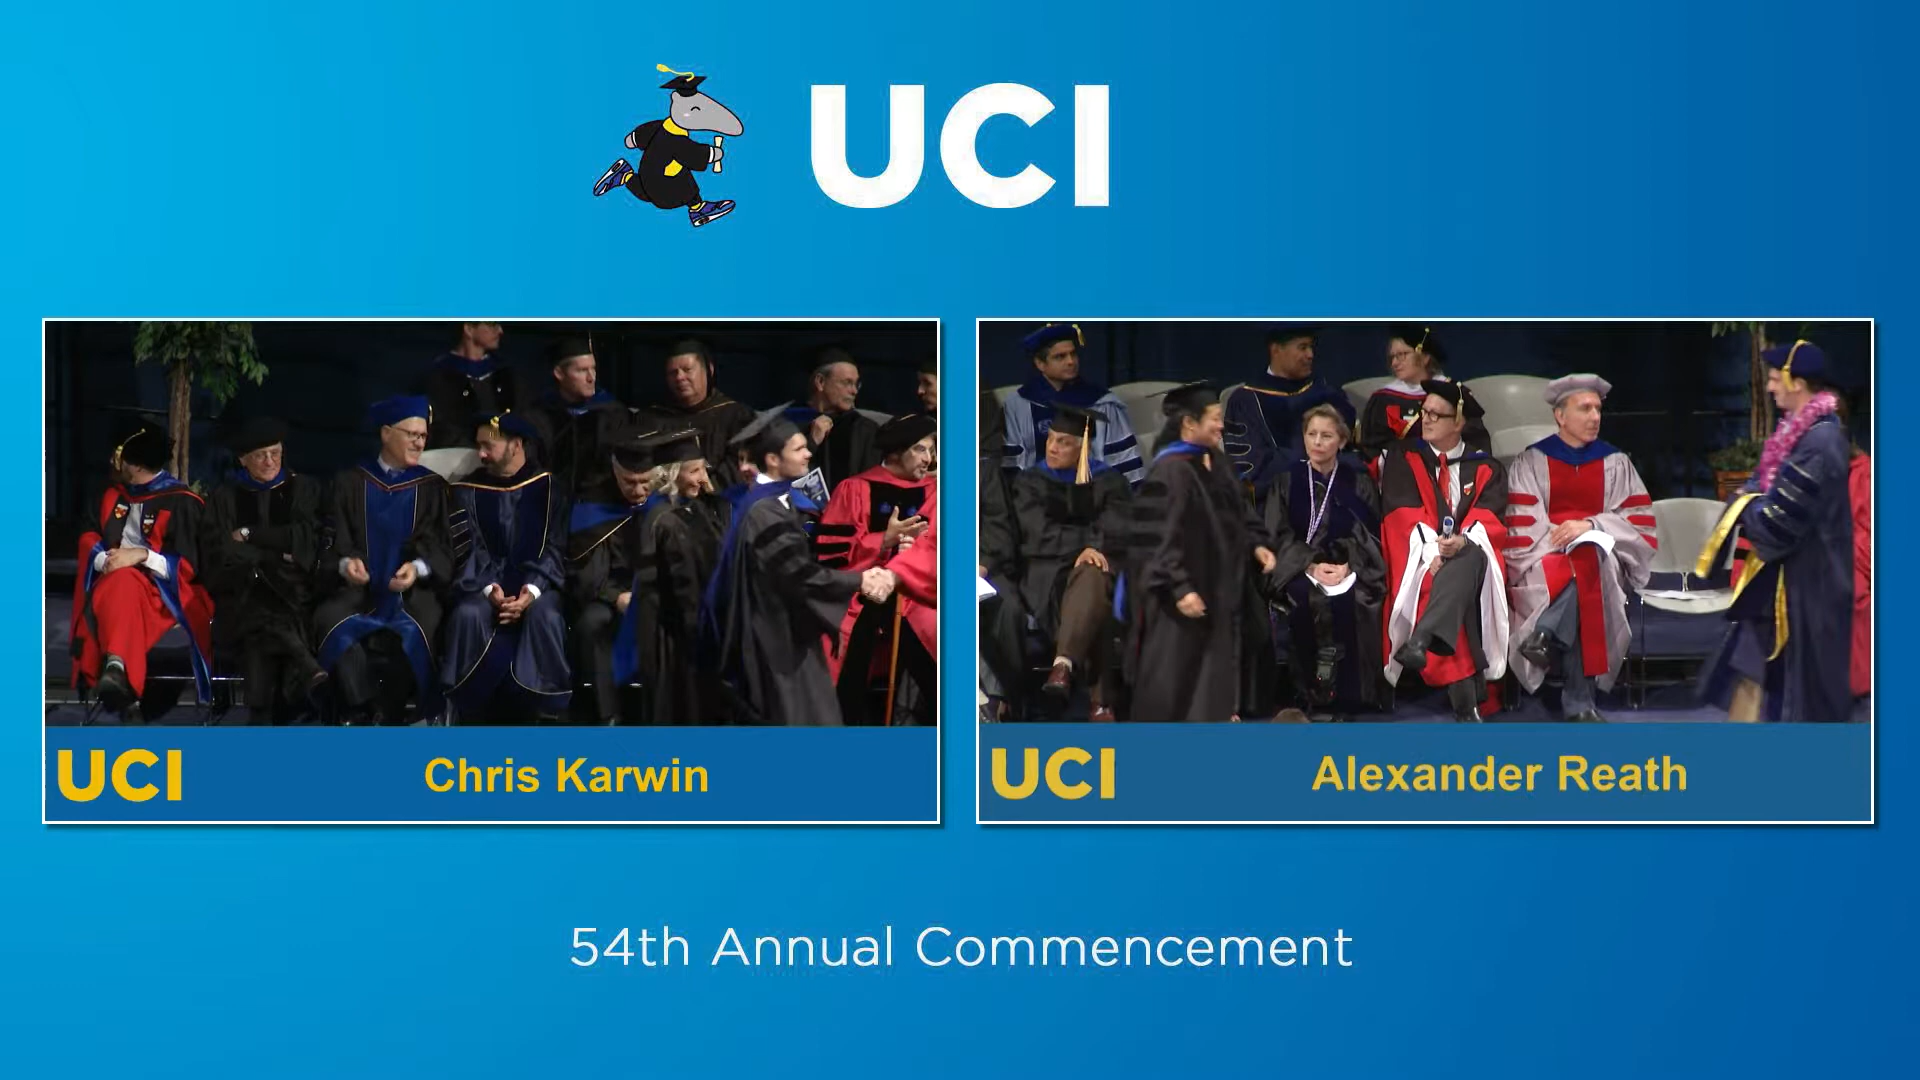 UCI
UCI
Chris Karwin
UCI
Alexander Reath
54th Annual Commencement